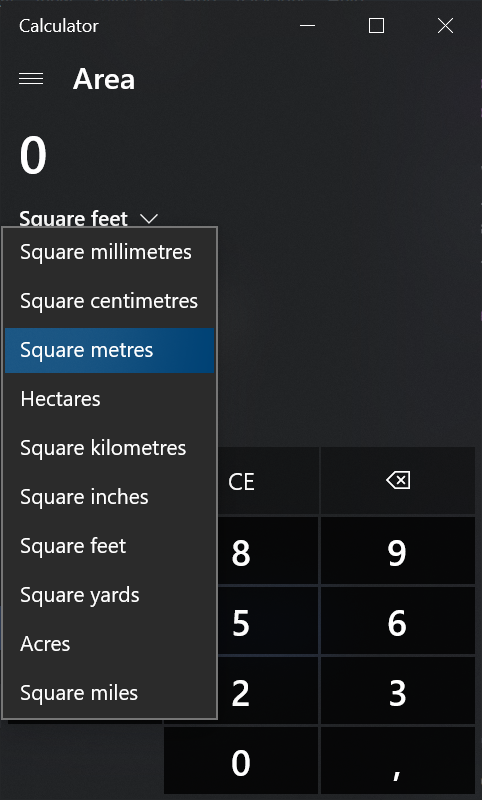 Calculator
Area
0
Square feet
Square millimetres
Square centimetres
Square metres
Hectares
Square kilometres
Square inches
Square feet
Square yards
Acres
Square miles
CE
8 9
5 6
2 3
0 ,